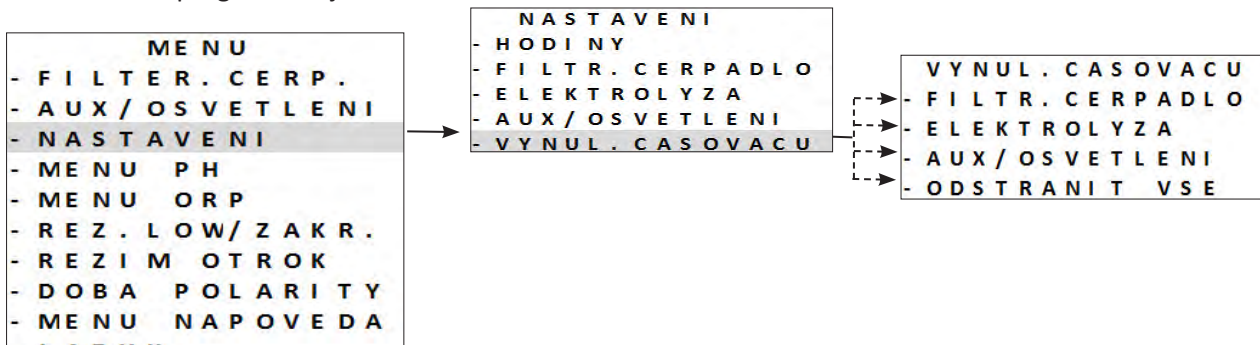 MENU
- FILTER. CERP.
- AUX/OSVETLENI
- NASTAVENI
- MENU PH
- MENU ORP
- REZ. LOW/ZAKR.
- REZIM OTROK
- DOBA POLARITY
- MENU NAPOVEDA
NASTAVENI
- HODINY
- FILTR. CERPADLO
- ELEKTROLYZA
- AUX/OSVETLENI
- VYNUL. CASOVACU
VYNUL. CASOVACU
- FILTR. CERPADLO
- ELEKTROLYZA
- AUX/OSVETLENI
- ODSTRANIT VSE